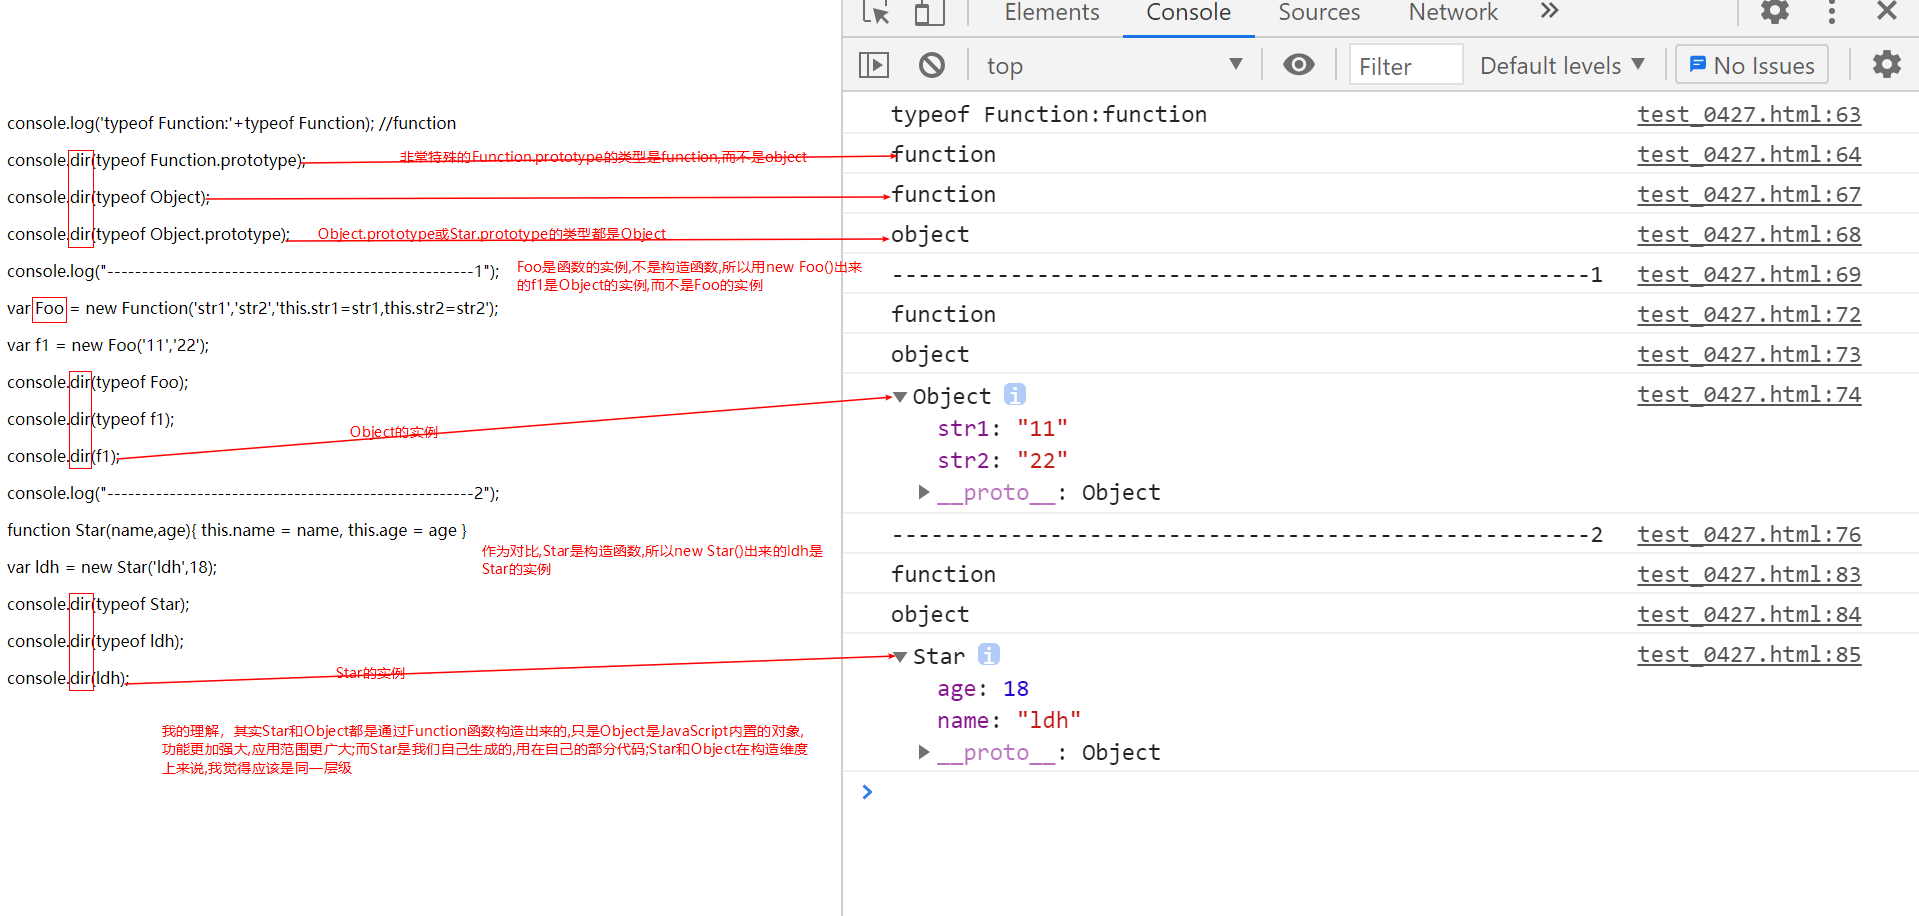 console.log('typeof Function:'+typeof Function); //function
console.dir(typeof Function.prototype);
非常特殊的Function.prototype的类型是function,而不是object
console.dir(typeof Object);
console.dir(typeof Object.prototype);
Object.prototype或Star.prototype的类型都是Object
console.log("-----------------------------------------------------1");
Foo是函数的实例,不是构造函数,所以用new Foo()出来
的f1是Object的实例,而不是Foo的实例
var Foo = new Function('str1','str2','this.str1=str1,this.str2=str2');
var f1 = new Foo('11','22');
console.dir(typeof Foo);
console.dir(typeof f1);
Object的实例
console.dir(f1);
console.log("-----------------------------------------------------2");
function Star(name,age){ this.name = name, this.age = age }
作为对比,Star是构造函数,所以new Star()出来的ldh是
Star的实例
var ldh = new Star('ldh',18);
console.dir(typeof Star);
console.dir(typeof ldh);
Star的实例
console.dir(ldh);
我的理解，其实Star和Object都是通过Function函数构造出来的,只是Object是JavaScript内置的对象,
功能更加强大,应用范围更广大;而Star是我们自己生成的,用在自己的部分代码;Star和Object在构造维度
上来说,我觉得应该是同一层级
Elements Console Sources Network
top Filter Default levels No Issues
typeof Function:function test_0427.html:63
function test_0427.html:64
function test_0427.html:67
object test_0427.html:68
-----------------------------------------------------1 test_0427.html:69
function test_0427.html:72
object test_0427.html:73
Object test_0427.html:74
str1: "11"
str2: "22"
__proto__: Object
-----------------------------------------------------2 test_0427.html:76
function test_0427.html:83
object test_0427.html:84
Star test_0427.html:85
age: 18
name: "ldh"
__proto__: Object